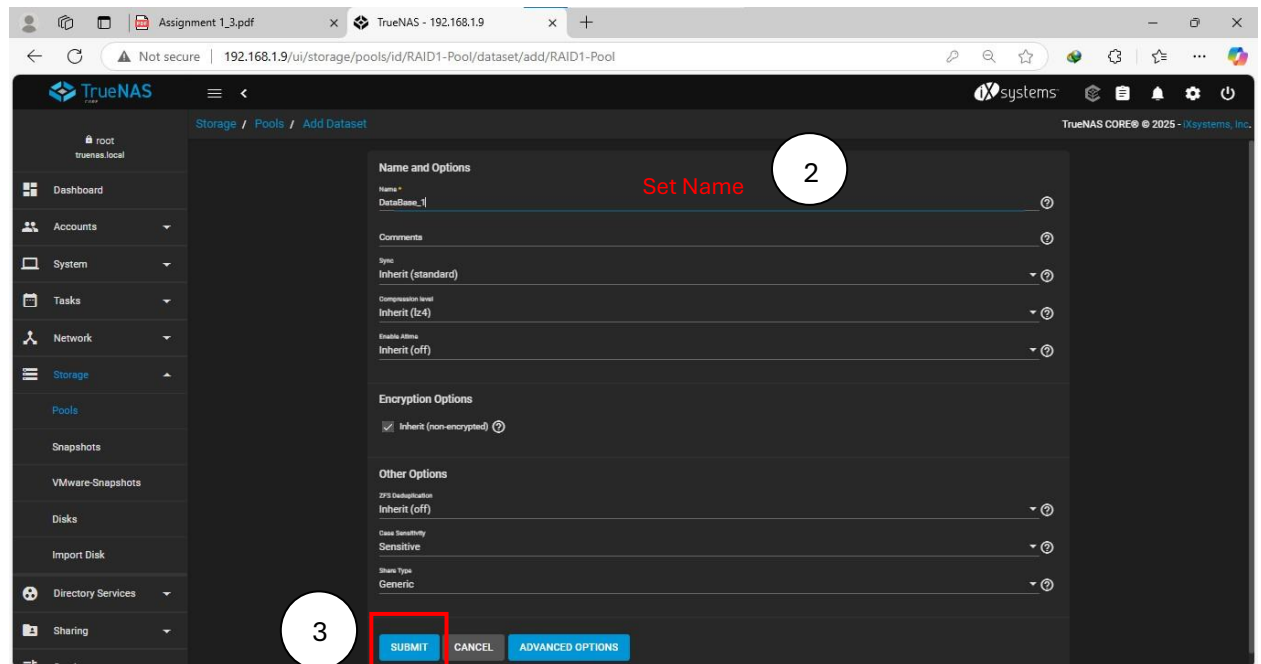 Assignment 1_3.pdf
TrueNAS - 192.168.1.9
Not secure
192.168.1.9/ui/storage/pools/id/RAID1-Pool/dataset/add/RAID1-Pool
TrueNAS
CORE
iXsystems
root
truenas.local
Storage / Pools / Add Dataset
TrueNAS CORE® © 2025 - iXsystems, Inc.
Dashboard
Accounts
System
Tasks
Network
Storage
Pools
Snapshots
VMware-Snapshots
Disks
Import Disk
Directory Services
Sharing
Name and Options
Set Name
2
Name *
DataBase_1
Comments
Sync
Inherit (standard)
Compression level
Inherit (lz4)
Enable Atime
Inherit (off)
Encryption Options
Inherit (non-encrypted)
Other Options
ZFS Deduplication
Inherit (off)
Case Sensitivity
Sensitive
Share Type
Generic
3
SUBMIT
CANCEL
ADVANCED OPTIONS